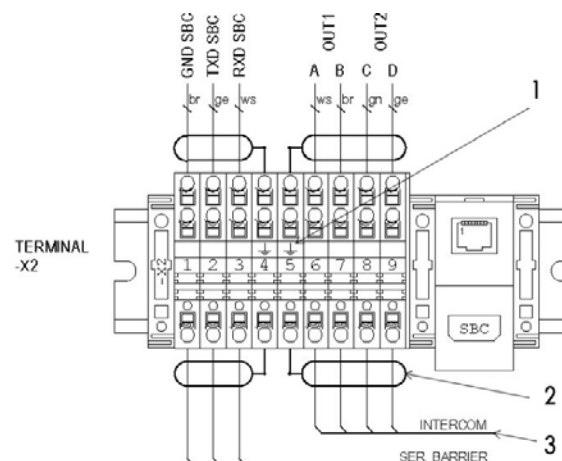 GND SBC
TXD SBC
RXD SBC
OUT1
OUT2
A B C D
br ge ws ws br gn ge
1
TERMINAL
-X2
-X2
1 2 3 4 5 6 7 8 9
1
SBC
2
INTERCOM
3
SER. BARRIER